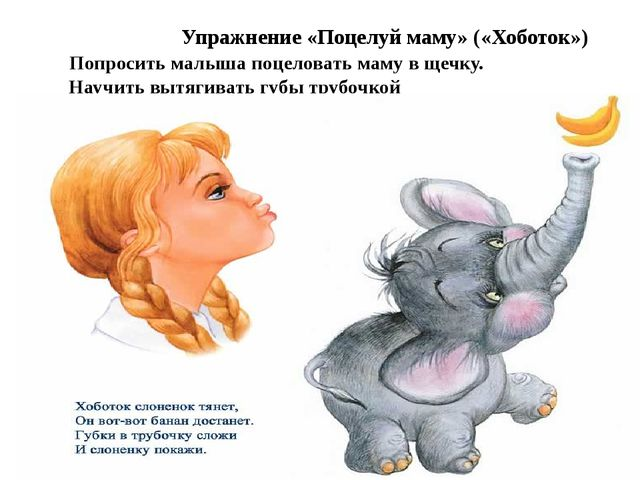 Упражнение «Поцелуй маму» («Хоботок»)
Попросить малыша поцеловать маму в щечку.
Научить вытягивать губы трубочкой
Хоботок слоненок тянет,
Он вот-вот банан достанет.
Губки в трубочку сложи
И слоненку покажи.